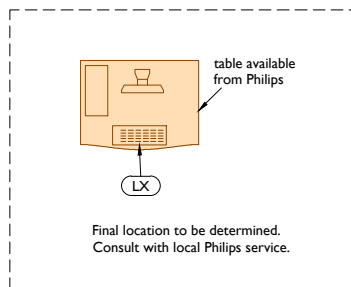 table available
from Philips
LX
Final location to be determined.
Consult with local Philips service.